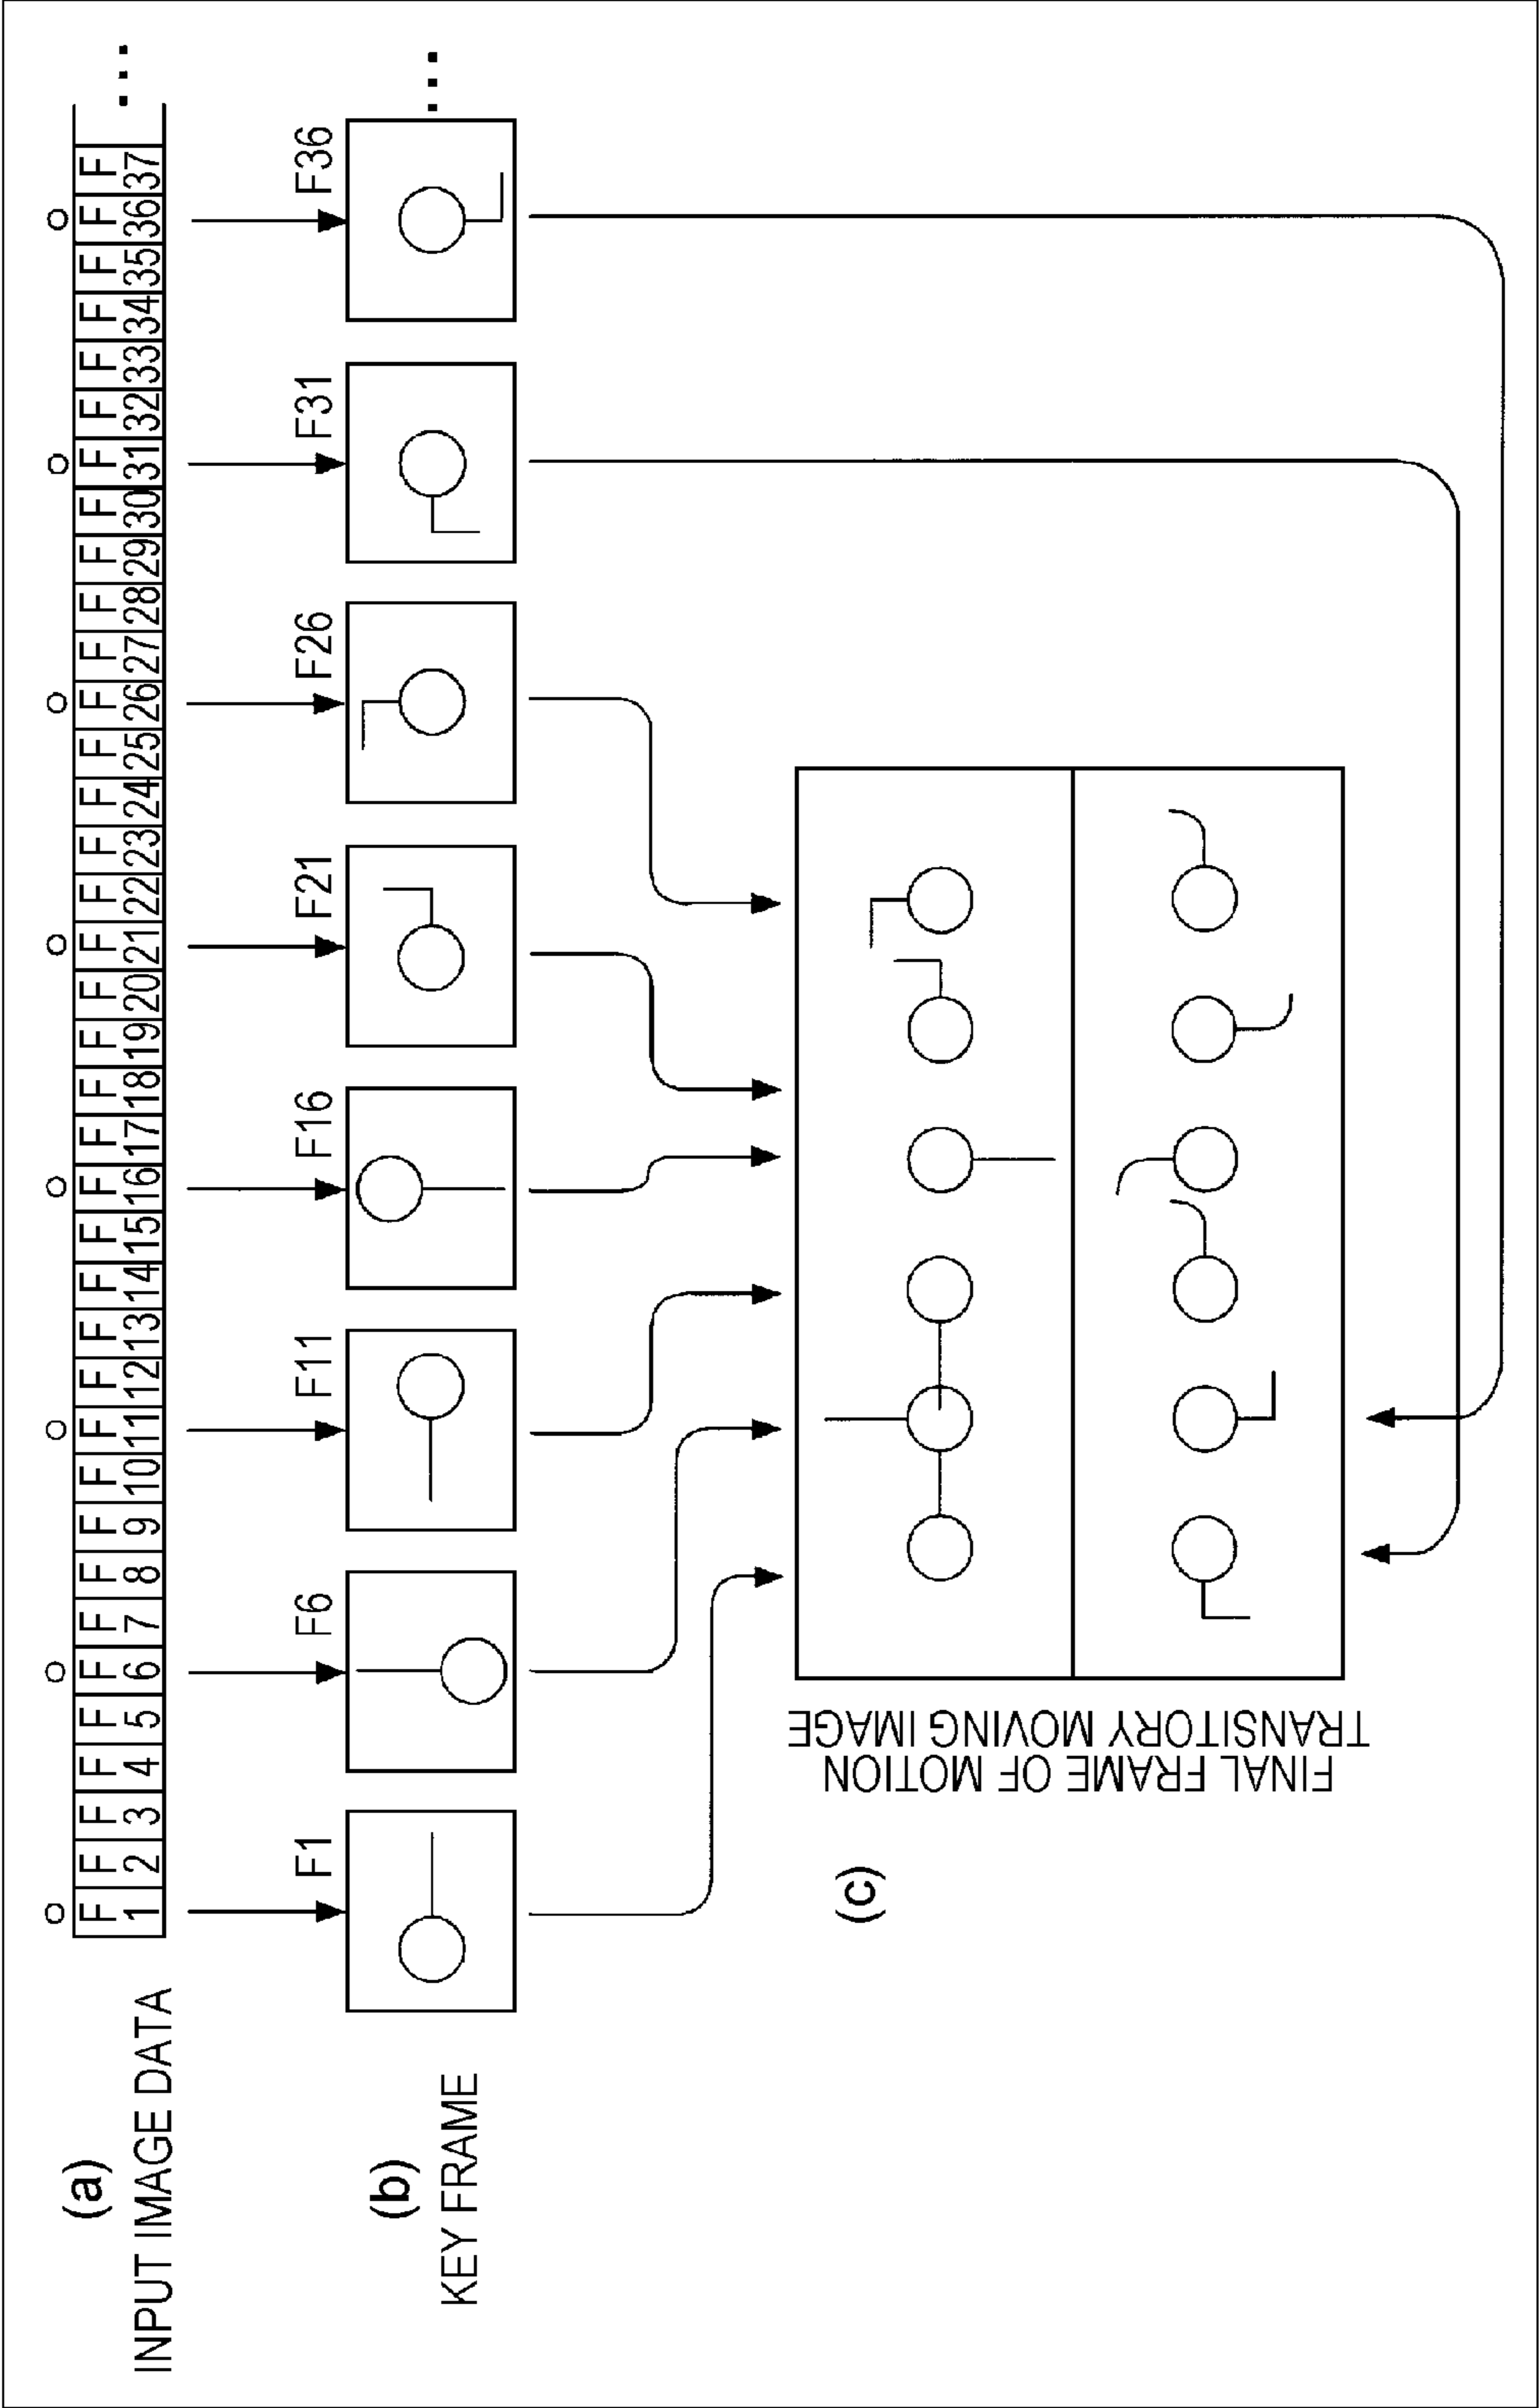 (a)
INPUT IMAGE DATA
F F F F F F F F F F F F F F F F F F F F F F F F F F F F F F F F F F F F F
1 2 3 4 5 6 7 8 9 10 11 12 13 14 15 16 17 18 19 20 21 22 23 24 25 26 27 28 29 30 31 32 33 34 35 36 37
...
(b)
KEY FRAME
F1 F6 F11 F16 F21 F26 F31 F36
...
(c)
FINAL FRAME OF MOTION
TRANSITORY MOVING IMAGE